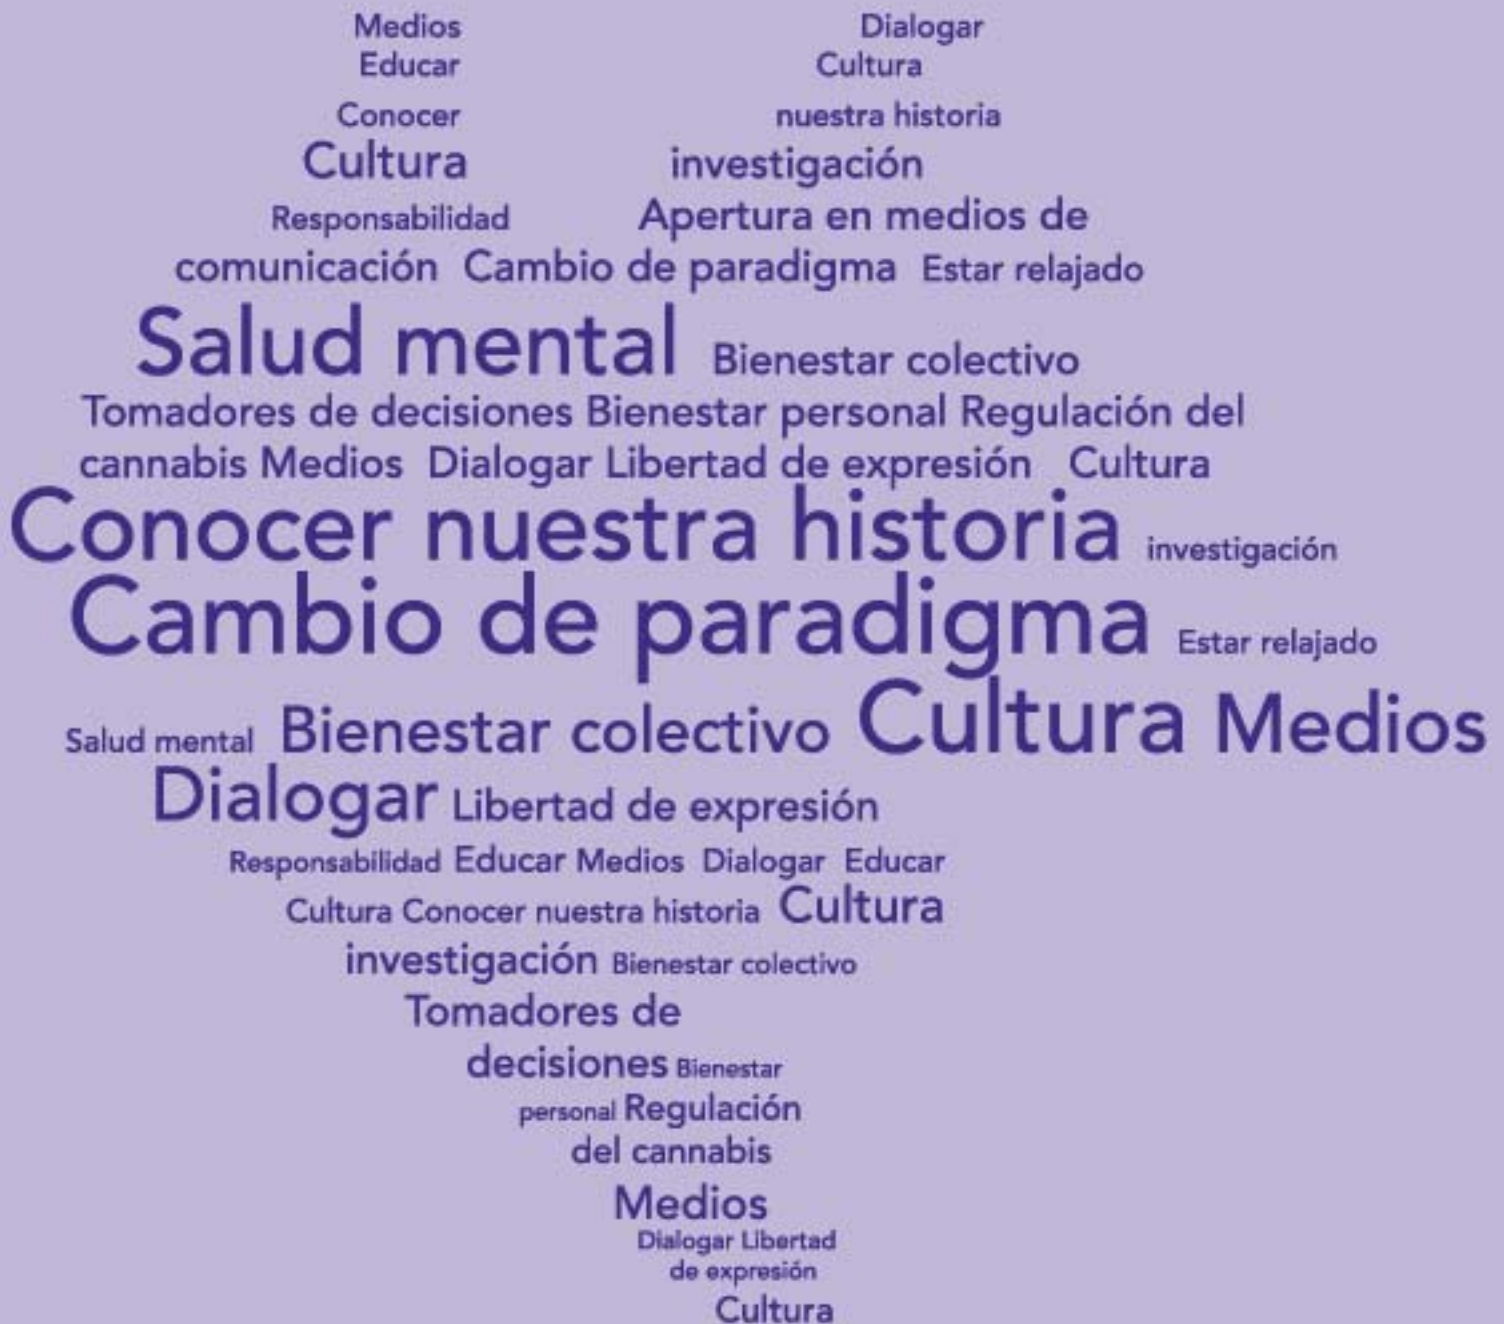 Medios Dialogar
Educar Cultura
Conocer nuestra historia
Cultura investigación
Responsabilidad Apertura en medios de
comunicación Cambio de paradigma Estar relajado
Salud mental Bienestar colectivo
Tomadores de decisiones Bienestar personal Regulación del
cannabis Medios Dialogar Libertad de expresión Cultura
Conocer nuestra historia investigación
Cambio de paradigma Estar relajado
Salud mental Bienestar colectivo Cultura Medios
Dialogar Libertad de expresión
Responsabilidad Educar Medios Dialogar Educar
Cultura Conocer nuestra historia Cultura
investigación Bienestar colectivo
Tomadores de
decisiones Bienestar
personal Regulación
del cannabis
Medios
Dialogar Libertad
de expresión
Cultura